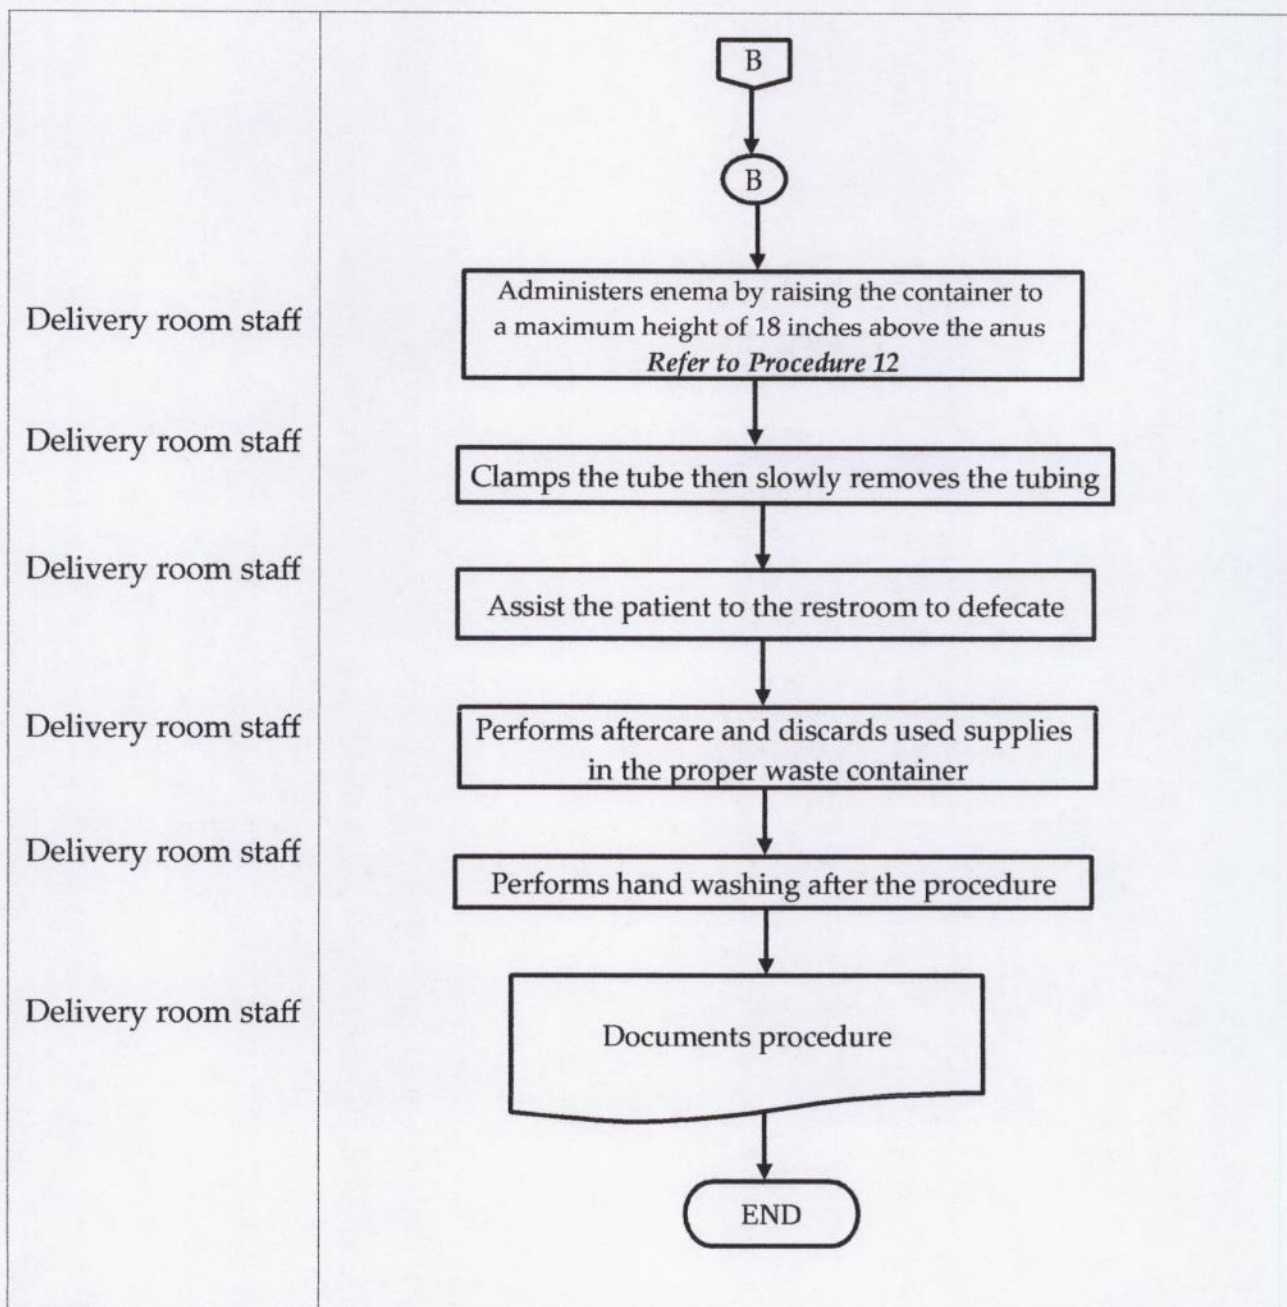 B
B
Delivery room staff
Administers enema by raising the container to
a maximum height of 18 inches above the anus
Refer to Procedure 12
Delivery room staff
Clamps the tube then slowly removes the tubing
Delivery room staff
Assist the patient to the restroom to defecate
Delivery room staff
Performs aftercare and discards used supplies
in the proper waste container
Delivery room staff
Performs hand washing after the procedure
Delivery room staff
Documents procedure
END